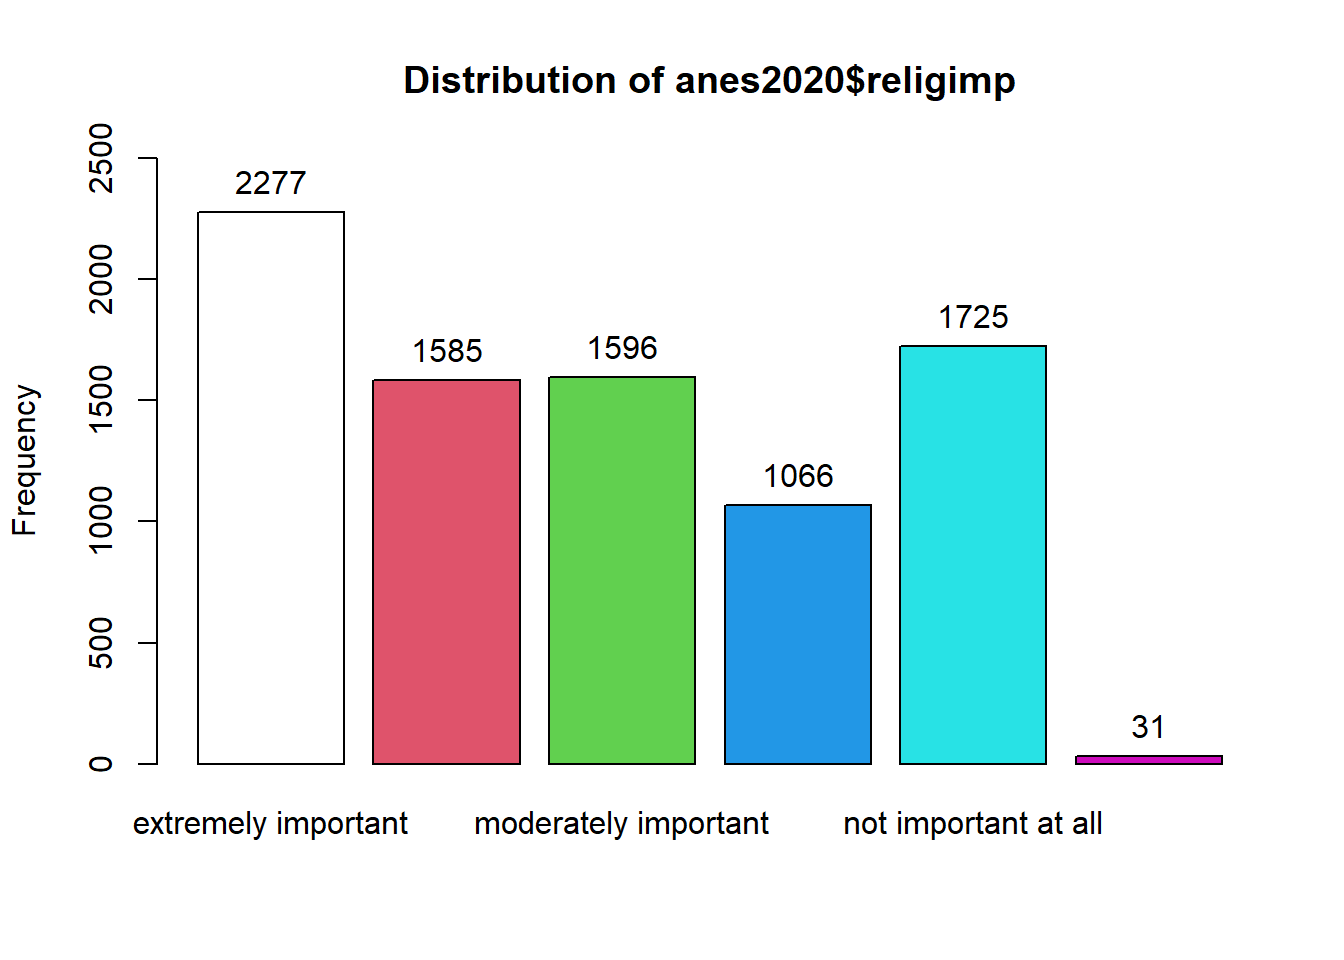 Distribution of anes2020$religimp
Frequency
2500
2000
1500
1000
500
0
2277
1585
1596
1066
1725
31
extremely important
moderately important
not important at all